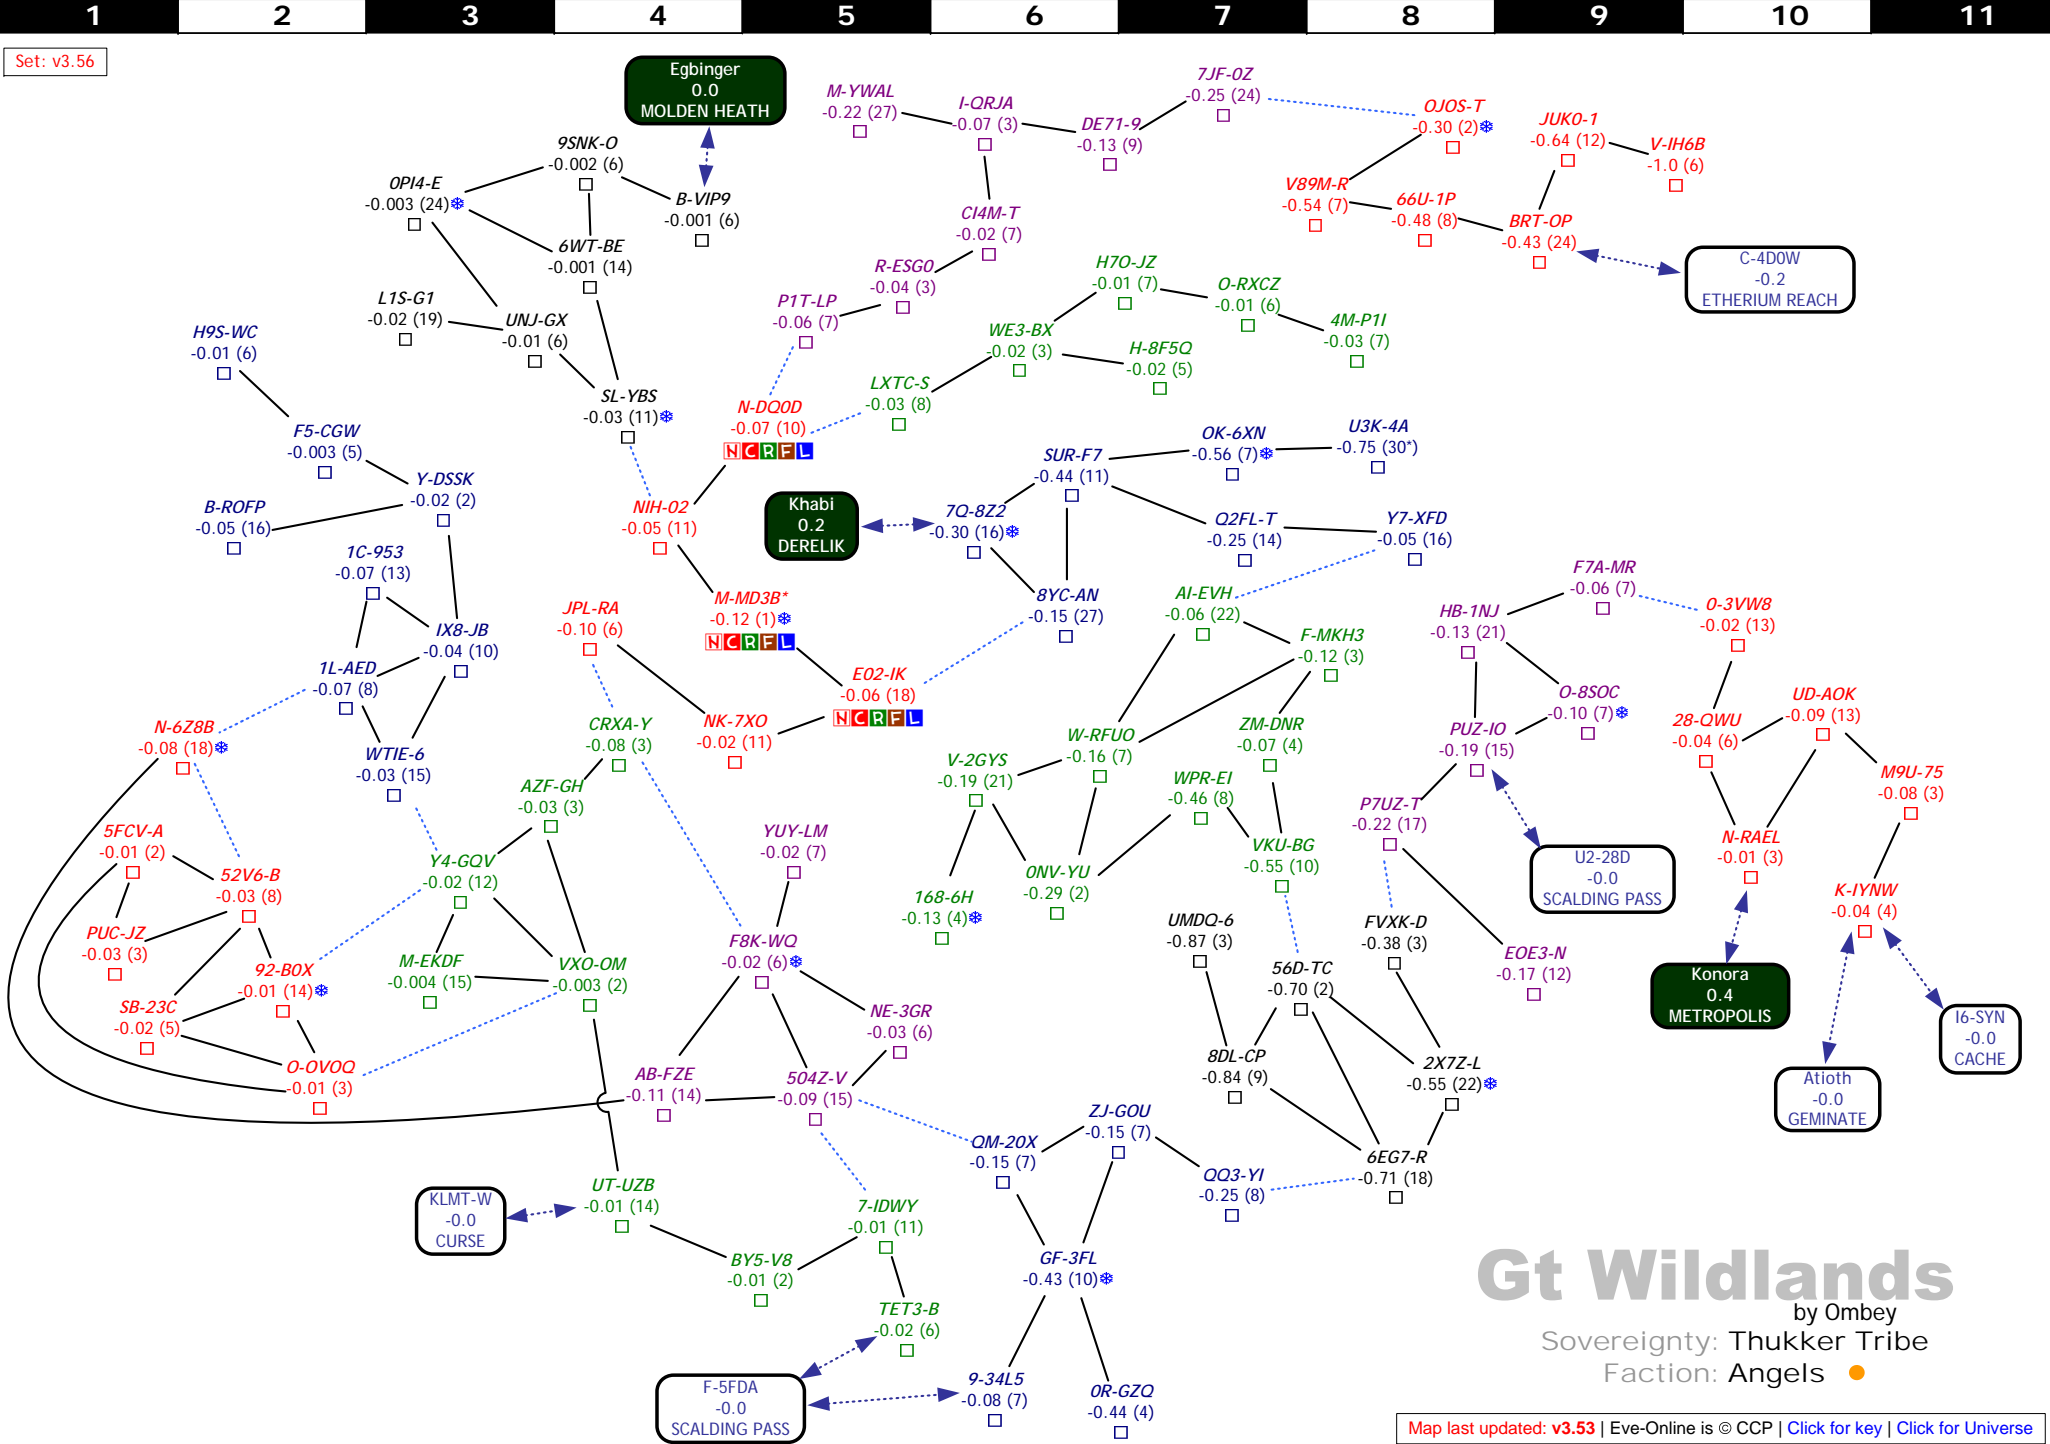 1 2 3 4 5 6 7 8 9 10 11
Set: v3.56
Egbinger
0.0
MOLDEN HEATH
M-YWAL
-0.22 (27)
I-QRJA
-0.07 (3)
DE71-9
-0.13 (9)
7JF-0Z
-0.25 (24)
OJOS-T
-0.30 (2)
JUK0-1
-0.64 (12)
V-IH6B
-1.0 (6)
9SNK-O
-0.002 (6)
0PI4-E
-0.003 (24)
B-VIP9
-0.001 (6)
6WT-BE
-0.001 (14)
CI4M-T
-0.02 (7)
V89M-R
-0.54 (7)
66U-1P
-0.48 (8)
BRT-OP
-0.43 (24)
C-4D0W
-0.2
ETHERIUM REACH
L1S-G1
-0.02 (19)
UNJ-GX
-0.01 (6)
P1T-LP
-0.06 (7)
R-ESG0
-0.04 (3)
H7O-JZ
-0.01 (7)
O-RXCZ
-0.01 (6)
4M-P1I
-0.03 (7)
WE3-BX
-0.02 (3)
H-8F5Q
-0.02 (5)
H9S-WC
-0.01 (6)
SL-YBS
-0.03 (11)
N-DQ0D
-0.07 (10)
N C R F L
LXTC-S
-0.03 (8)
F5-CGW
-0.003 (5)
Y-DSSK
-0.02 (2)
B-ROFP
-0.05 (16)
NIH-02
-0.05 (11)
Khabi
0.2
DERELIK
7Q-8Z2
-0.30 (16)
SUR-F7
-0.44 (11)
OK-6XN
-0.56 (7)
U3K-4A
-0.75 (30*)
Q2FL-T
-0.25 (14)
Y7-XFD
-0.05 (16)
1C-953
-0.07 (13)
IX8-JB
-0.04 (10)
1L-AED
-0.07 (8)
JPL-RA
-0.10 (6)
M-MD3B*
-0.12 (1)
N C R F L
8YC-AN
-0.15 (27)
AI-EVH
-0.06 (22)
F-MKH3
-0.12 (3)
HB-1NJ
-0.13 (21)
F7A-MR
-0.06 (7)
0-3VW8
-0.02 (13)
E02-IK
-0.06 (18)
N C R F L
N-6Z8B
-0.08 (18)
WTIE-6
-0.03 (15)
CRXA-Y
-0.08 (3)
NK-7XO
-0.02 (11)
W-RFUO
-0.16 (7)
ZM-DNR
-0.07 (4)
PUZ-IO
-0.19 (15)
O-8SOC
-0.10 (7)
28-QWU
-0.04 (6)
UD-AOK
-0.09 (13)
AZF-GH
-0.03 (3)
V-2GYS
-0.19 (21)
WPR-EI
-0.46 (8)
P7UZ-T
-0.22 (17)
M9U-75
-0.08 (3)
5FCV-A
-0.01 (2)
52V6-B
-0.03 (8)
Y4-GQV
-0.02 (12)
YUY-LM
-0.02 (7)
168-6H
-0.13 (4)
0NV-YU
-0.29 (2)
VKU-BG
-0.55 (10)
U2-28D
-0.0
SCALDING PASS
N-RAEL
-0.01 (3)
K-IYNW
-0.04 (4)
PUC-JZ
-0.03 (3)
92-B0X
-0.01 (14)
M-EKDF
-0.004 (15)
VXO-OM
-0.003 (2)
F8K-WQ
-0.02 (6)
UMDQ-6
-0.87 (3)
56D-TC
-0.70 (2)
FVXK-D
-0.38 (3)
EOE3-N
-0.17 (12)
Konora
0.4
METROPOLIS
SB-23C
-0.02 (5)
O-OVOQ
-0.01 (3)
NE-3GR
-0.03 (6)
8DL-CP
-0.84 (9)
2X7Z-L
-0.55 (22)
I6-SYN
-0.0
CACHE
AB-FZE
-0.11 (14)
504Z-V
-0.09 (15)
Atioth
-0.0
GEMINATE
QM-20X
-0.15 (7)
ZJ-GOU
-0.15 (7)
QQ3-YI
-0.25 (8)
6EG7-R
-0.71 (18)
KLMT-W
-0.0
CURSE
UT-UZB
-0.01 (14)
7-IDWY
-0.01 (11)
BY5-V8
-0.01 (2)
GF-3FL
-0.43 (10)
TET3-B
-0.02 (6)
F-5FDA
-0.0
SCALDING PASS
9-34L5
-0.08 (7)
0R-GZQ
-0.44 (4)
Gt Wildlands
by Ombey
Sovereignty: Thukker Tribe
Faction: Angels
Map last updated: v3.53 | Eve-Online is © CCP | Click for key | Click for Universe